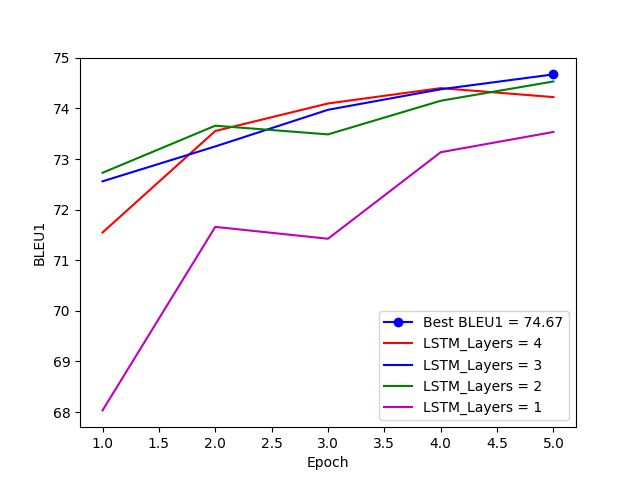 75
74
73
72
71
70
69
68
BLEU1
1.0 1.5 2.0 2.5 3.0 3.5 4.0 4.5 5.0
Epoch
Best BLEU1 = 74.67
LSTM_Layers = 4
LSTM_Layers = 3
LSTM_Layers = 2
LSTM_Layers = 1